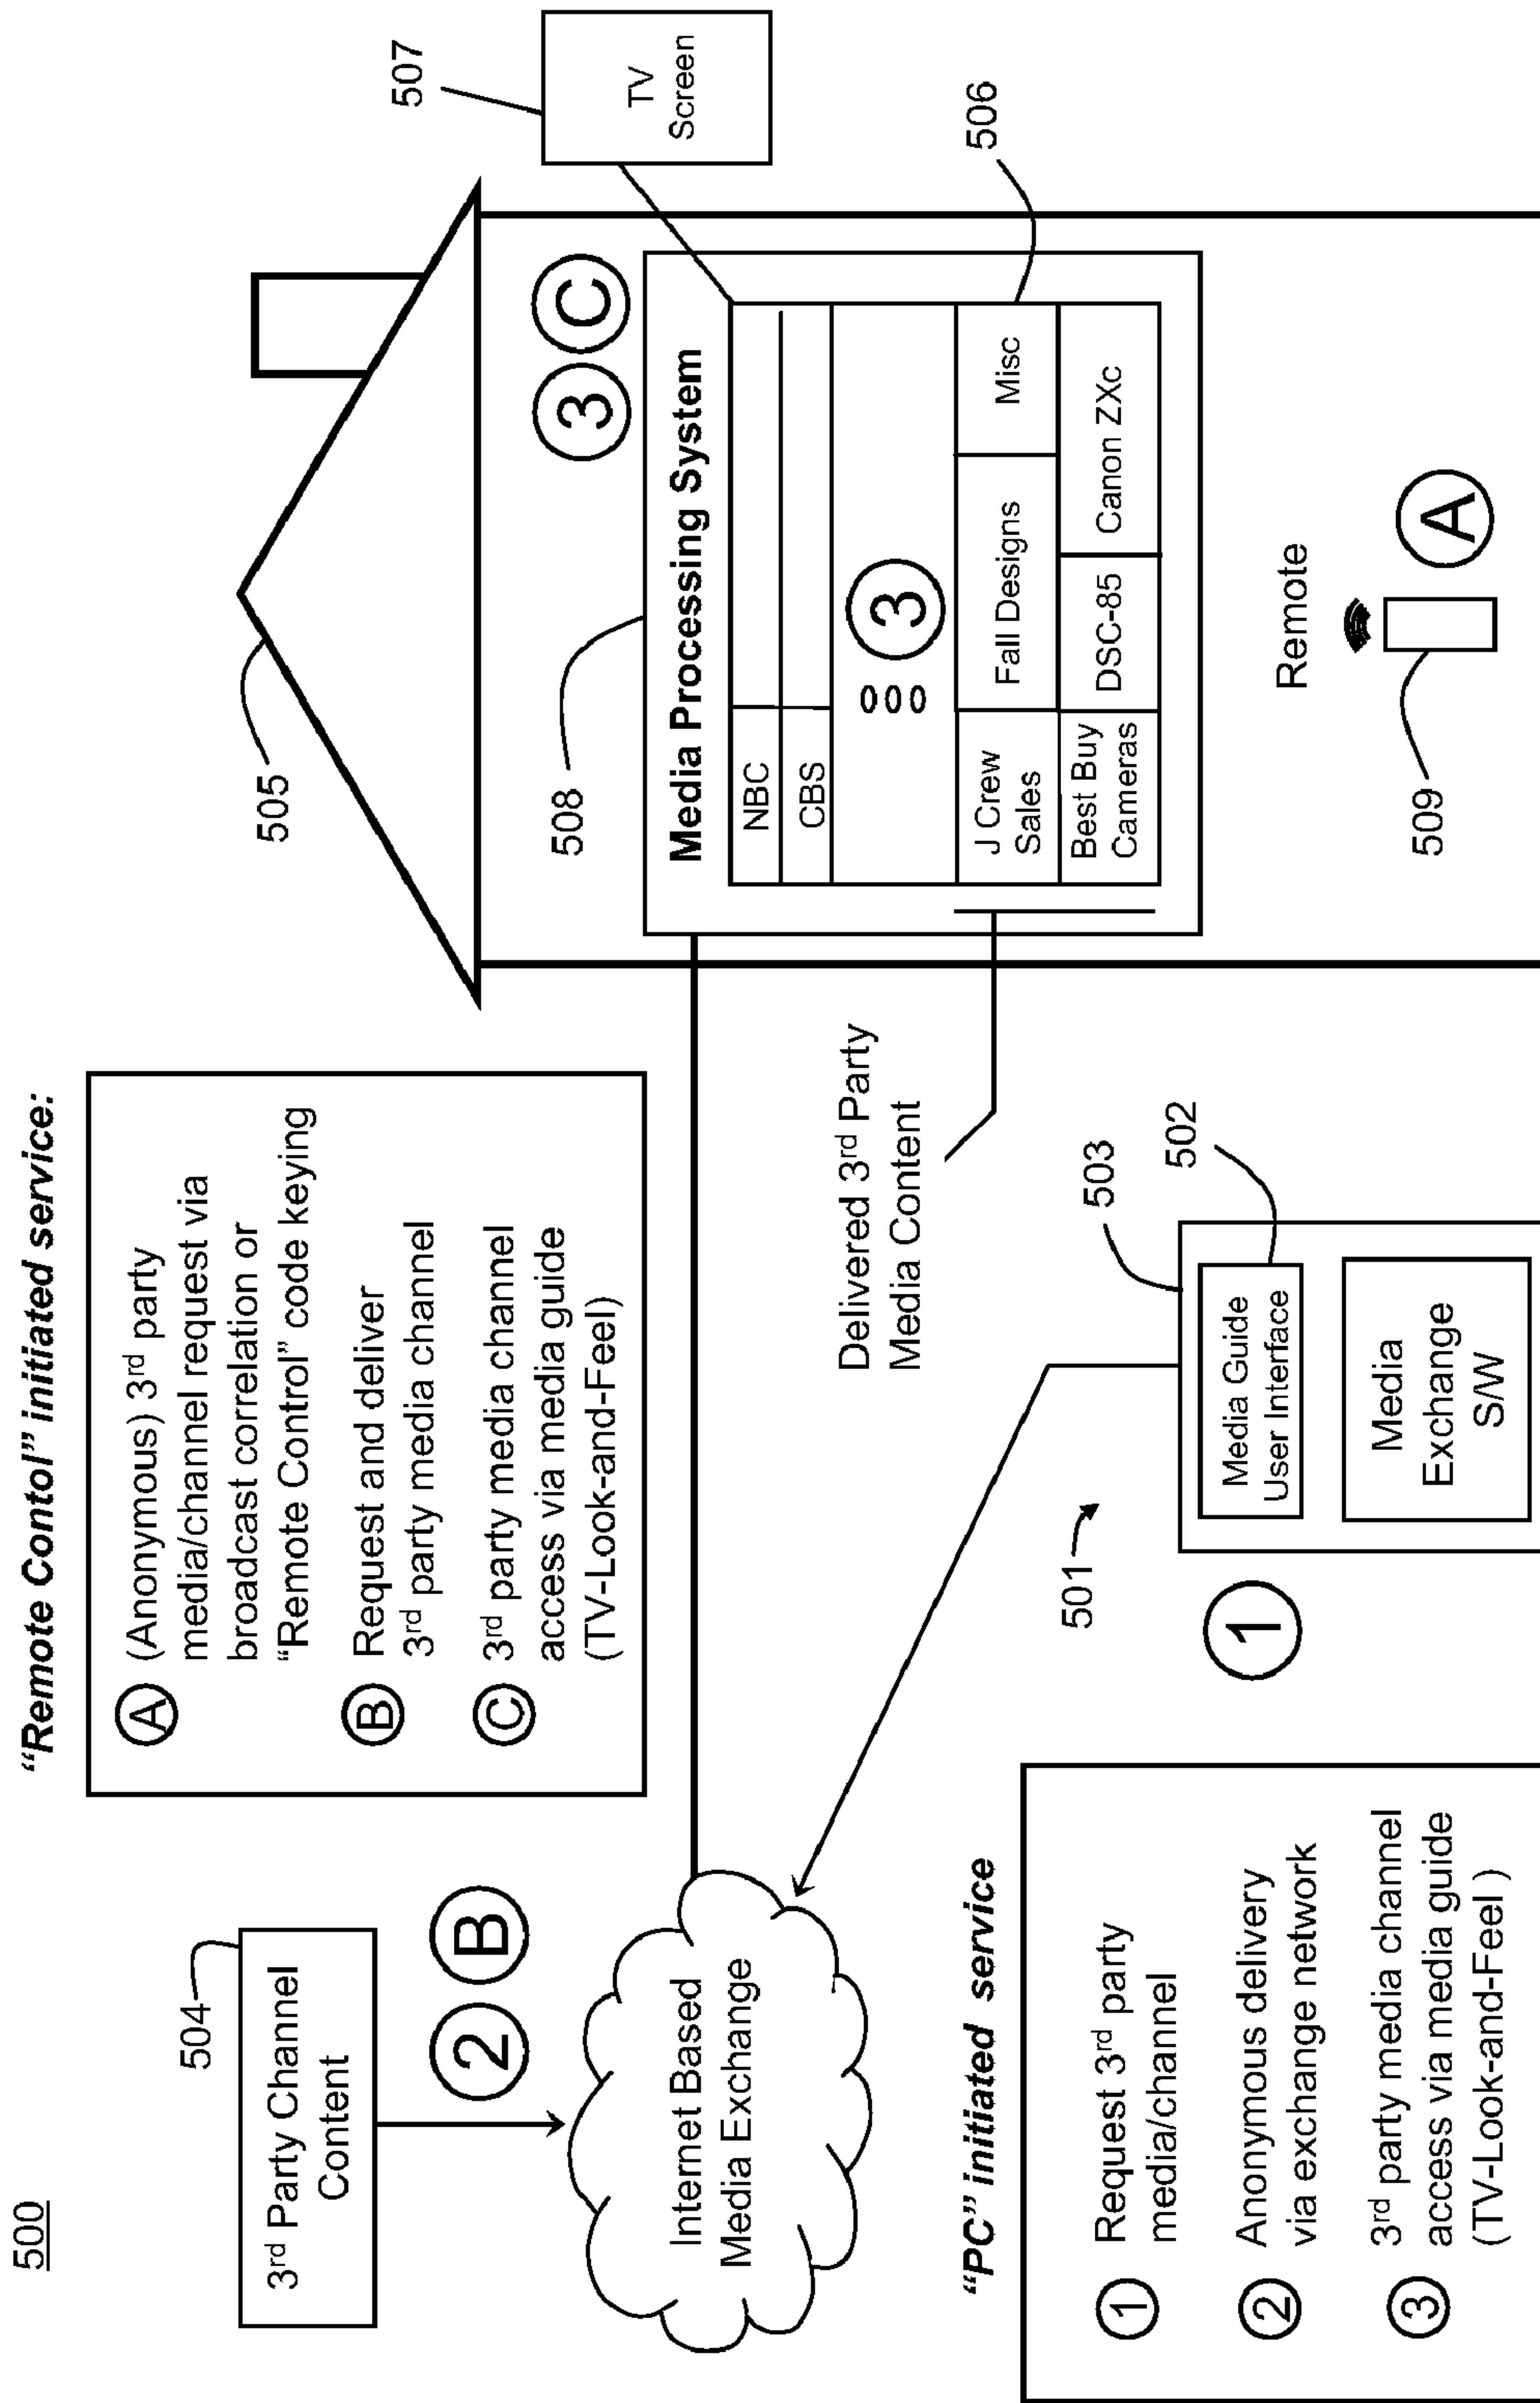 500
"Remote Contol" initiated service:
504
3rd Party Channel
Content
2
B
A
(Anonymous) 3rd party
media/channel request via
broadcast correlation or
"Remote Control" code keying
B
Request and deliver
3rd party media channel
C
3rd party media channel
access via media guide
(TV-Look-and-Feel)
505
507
TV
Screen
3
C
508
Media Processing System
NBC
CBS
3
J Crew
Sales
Fall Designs
Misc
Best Buy
Cameras
DSC-85
Canon ZXc
506
Internet Based
Media Exchange
Delivered 3rd Party
Media Content
Remote
509
A
"PC" initiated service
1
Request 3rd party
media/channel
2
Anonymous delivery
via exchange network
3
3rd party media channel
access via media guide
(TV-Look-and-Feel )
501
1
503
502
Media Guide
User Interface
Media
Exchange
S/W